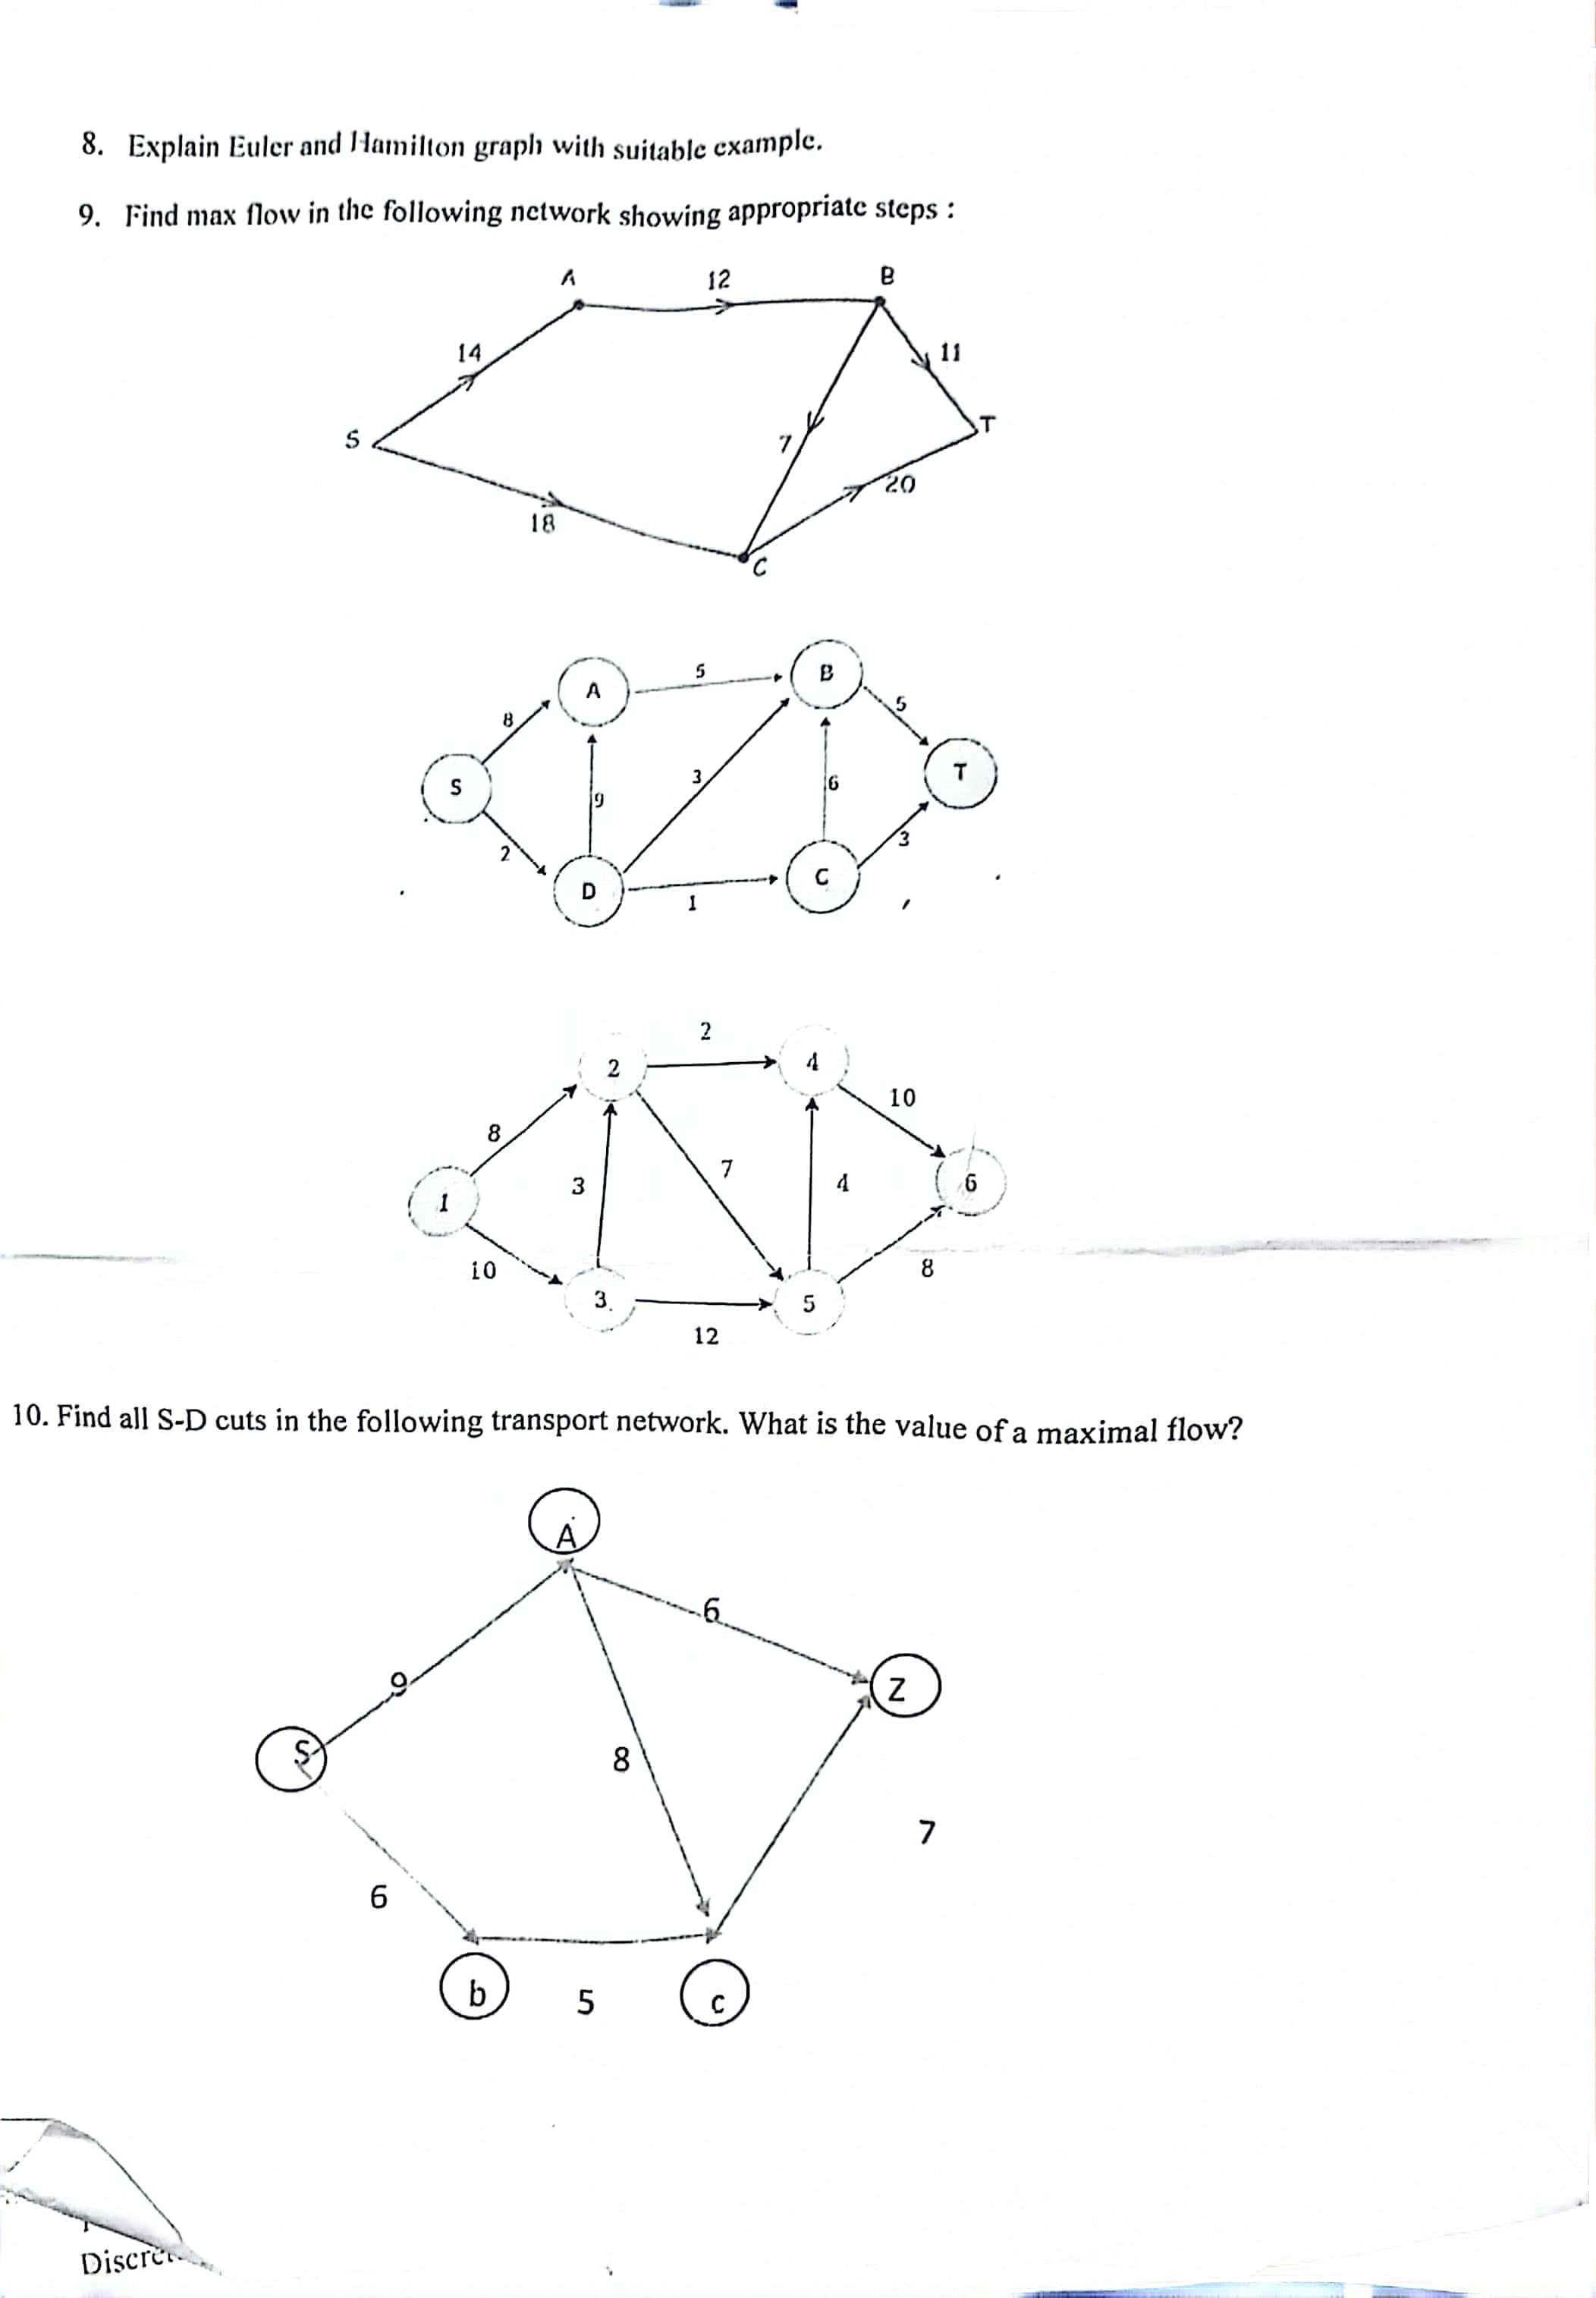 8. Explain Euler and Hamilton graph with suitable example.
9. Find max flow in the following network showing appropriate steps :
A 12 B
14 11
S T
7
20
18
C
5 B
A
8 5
S 3 6 T
9
2 3
D 1 C
2
2 4
10
8
7
3 4 6
1
10 8
3 5
12
10. Find all S-D cuts in the following transport network. What is the value of a maximal flow?
A
6
9 Z
S 8
7
6
b 5 c